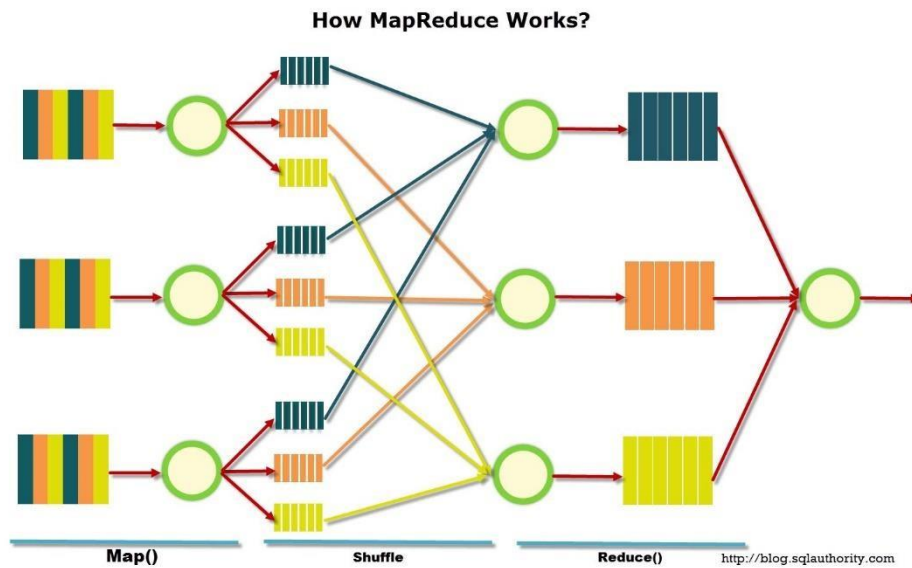 How MapReduce Works?
Map()
Shuffle
Reduce()
http://blog.sqlauthority.com